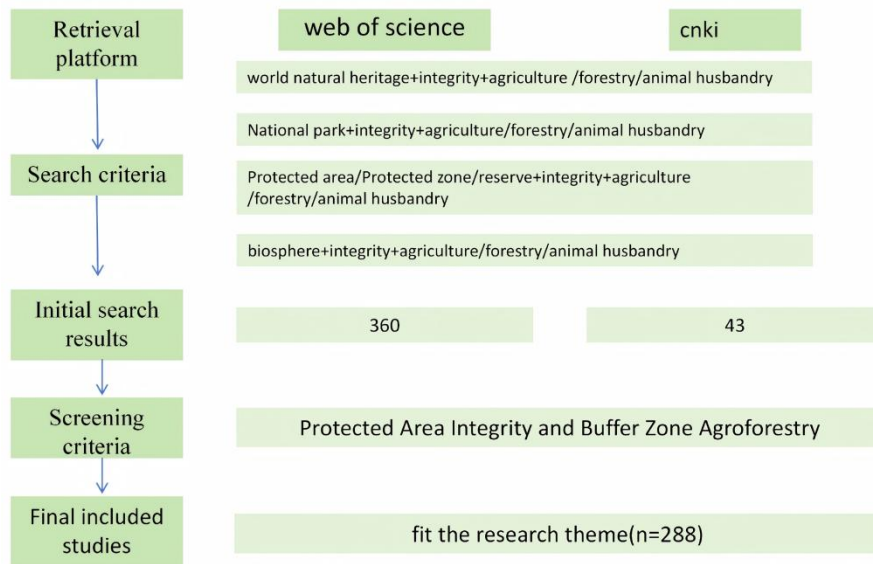 Retrieval
platform
web of science
cnki
world natural heritage+integrity+agriculture /forestry/animal husbandry
National park+integrity+agriculture/forestry/animal husbandry
Search criteria
Protected area/Protected zone/reserve+integrity+agriculture
/forestry/animal husbandry
biosphere+integrity+agriculture/forestry/animal husbandry
Initial search
results
360
43
Screening
criteria
Protected Area Integrity and Buffer Zone Agroforestry
Final included
studies
fit the research theme(n=288)